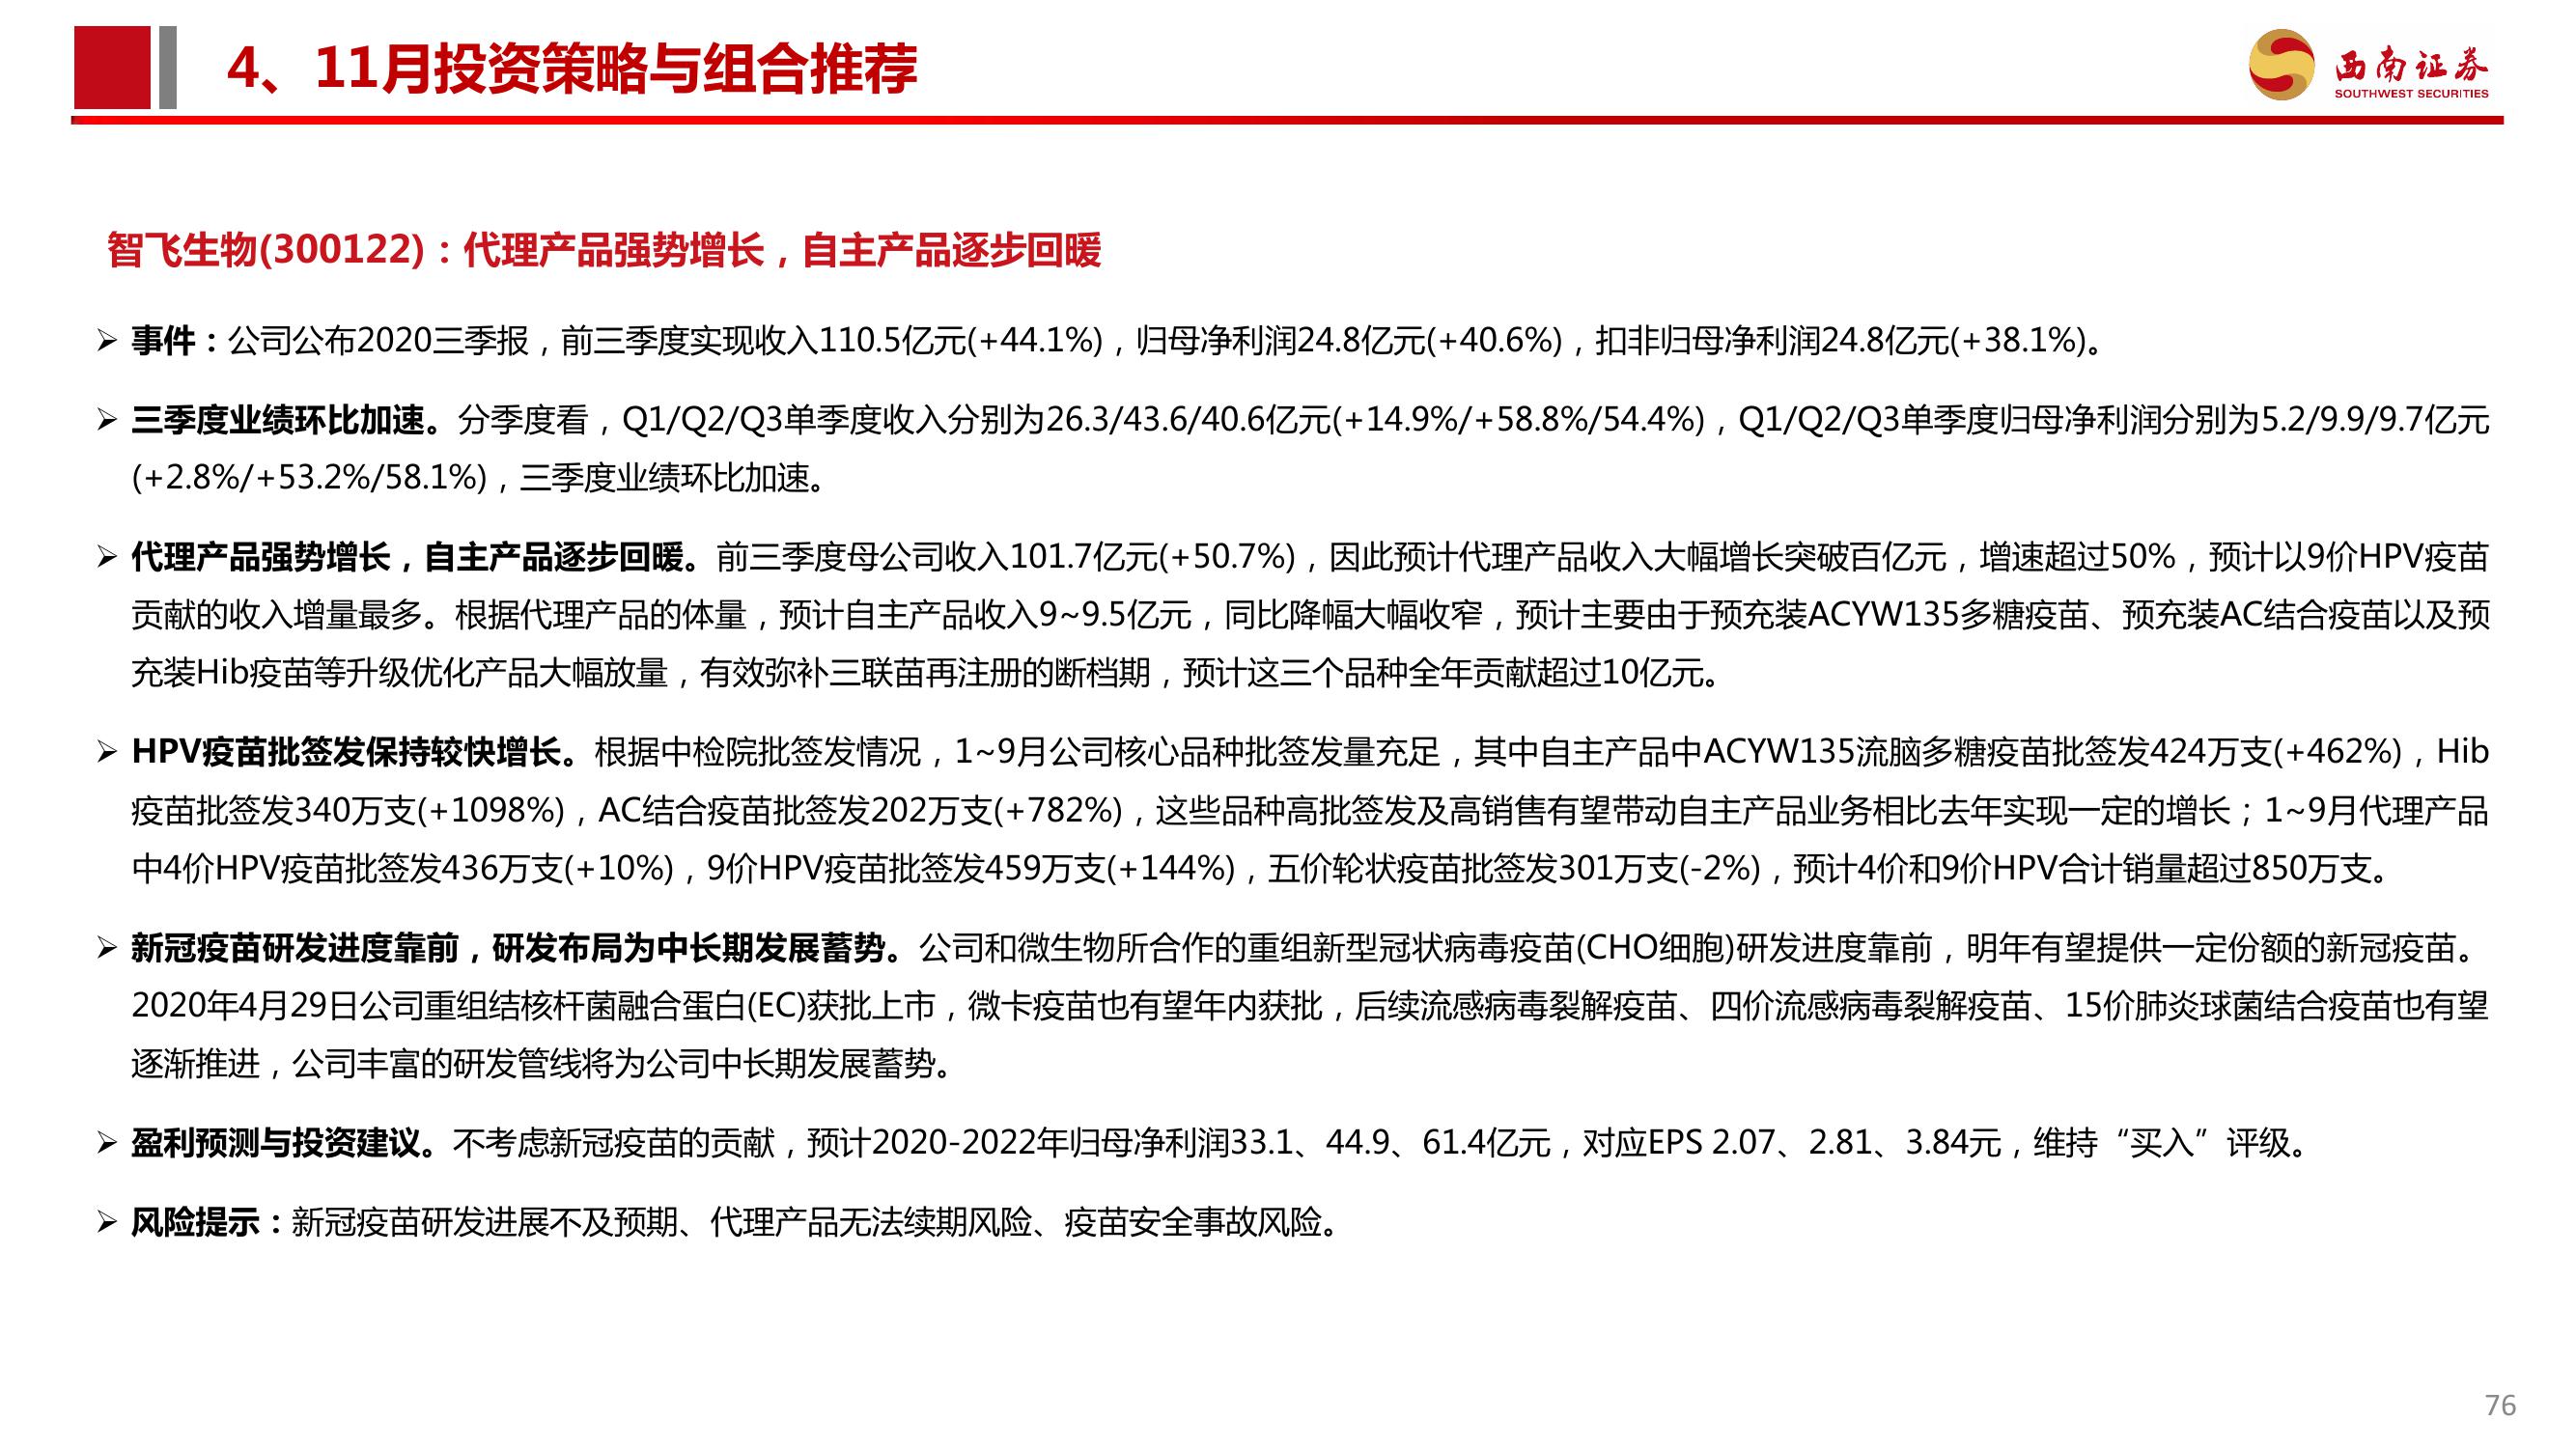 4、11月投资策略与组合推荐
西南证券
SOUTHWEST SECURITIES
智飞生物(300122)：代理产品强势增长，自主产品逐步回暖
➢ 事件：公司公布2020三季报，前三季度实现收入110.5亿元(+44.1%)，归母净利润24.8亿元(+40.6%)，扣非归母净利润24.8亿元(+38.1%)。
➢ 三季度业绩环比加速。分季度看，Q1/Q2/Q3单季度收入分别为26.3/43.6/40.6亿元(+14.9%/+58.8%/54.4%)，Q1/Q2/Q3单季度归母净利润分别为5.2/9.9/9.7亿元
(+2.8%/+53.2%/58.1%)，三季度业绩环比加速。
➢ 代理产品强势增长，自主产品逐步回暖。前三季度母公司收入101.7亿元(+50.7%)，因此预计代理产品收入大幅增长突破百亿元，增速超过50%，预计以9价HPV疫苗
贡献的收入增量最多。根据代理产品的体量，预计自主产品收入9~9.5亿元，同比降幅大幅收窄，预计主要由于预充装ACYW135多糖疫苗、预充装AC结合疫苗以及预
充装Hib疫苗等升级优化产品大幅放量，有效弥补三联苗再注册的断档期，预计这三个品种全年贡献超过10亿元。
➢ HPV疫苗批签发保持较快增长。根据中检院批签发情况，1~9月公司核心品种批签发量充足，其中自主产品中ACYW135流脑多糖疫苗批签发424万支(+462%)，Hib
疫苗批签发340万支(+1098%)，AC结合疫苗批签发202万支(+782%)，这些品种高批签发及高销售有望带动自主产品业务相比去年实现一定的增长；1~9月代理产品
中4价HPV疫苗批签发436万支(+10%)，9价HPV疫苗批签发459万支(+144%)，五价轮状疫苗批签发301万支(-2%)，预计4价和9价HPV合计销量超过850万支。
➢ 新冠疫苗研发进度靠前，研发布局为中长期发展蓄势。公司和微生物所合作的重组新型冠状病毒疫苗(CHO细胞)研发进度靠前，明年有望提供一定份额的新冠疫苗。
2020年4月29日公司重组结核杆菌融合蛋白(EC)获批上市，微卡疫苗也有望年内获批，后续流感病毒裂解疫苗、四价流感病毒裂解疫苗、15价肺炎球菌结合疫苗也有望
逐渐推进，公司丰富的研发管线将为公司中长期发展蓄势。
➢ 盈利预测与投资建议。不考虑新冠疫苗的贡献，预计2020-2022年归母净利润33.1、44.9、61.4亿元，对应EPS 2.07、2.81、3.84元，维持“买入”评级。
➢ 风险提示：新冠疫苗研发进展不及预期、代理产品无法续期风险、疫苗安全事故风险。
76